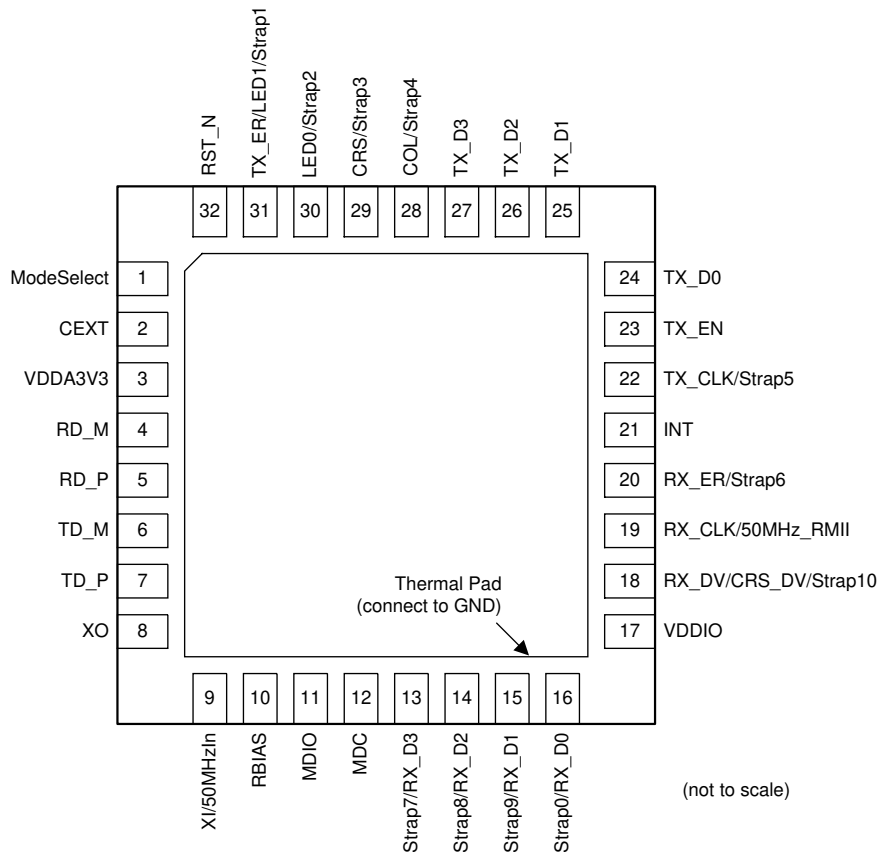 RST_N
TX_ER/LED1/Strap1
LED0/Strap2
CRS/Strap3
COL/Strap4
TX_D3
TX_D2
TX_D1
32
31
30
29
28
27
26
25
ModeSelect 1
CEXT 2
VDDA3V3 3
RD_M 4
RD_P 5
TD_M 6
TD_P 7
XO 8
24 TX_D0
23 TX_EN
22 TX_CLK/Strap5
21 INT
20 RX_ER/Strap6
19 RX_CLK/50MHz_RMII
18 RX_DV/CRS_DV/Strap10
17 VDDIO
Thermal Pad
(connect to GND)
9
10
11
12
13
14
15
16
XI/50MHzIn
RBIAS
MDIO
MDC
Strap7/RX_D3
Strap8/RX_D2
Strap9/RX_D1
Strap0/RX_D0
(not to scale)